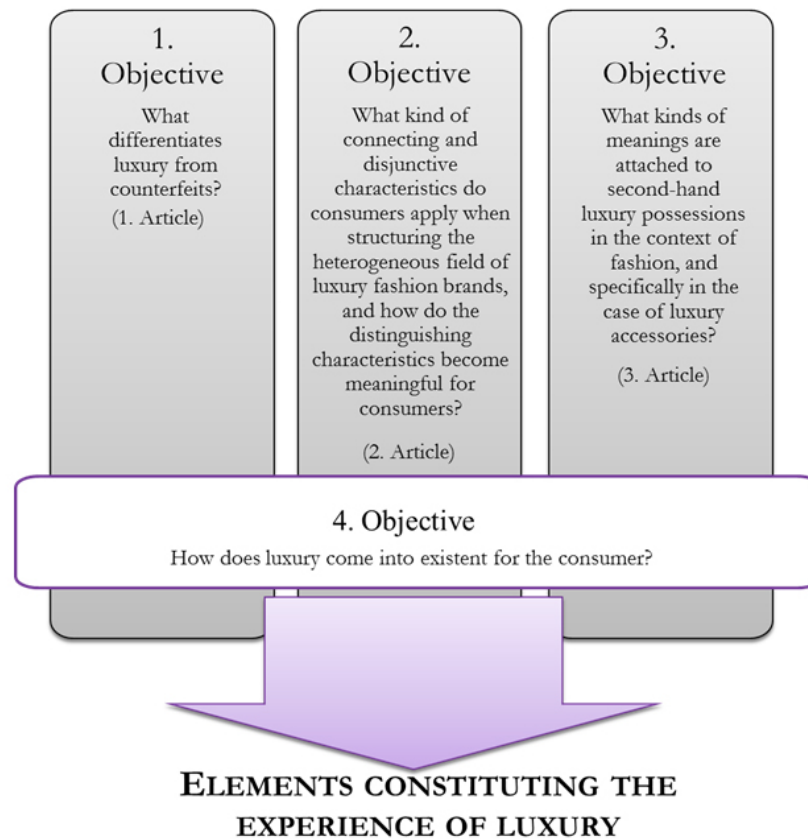 1.
Objective
What
differentiates
luxury from
counterfeits?
(1. Article)
2.
Objective
What kind of
connecting and
disjunctive
characteristics do
consumers apply when
structuring the
heterogeneous field of
luxury fashion brands,
and how do the
distinguishing
characteristics become
meaningful for
consumers?
(2. Article)
3.
Objective
What kinds of
meanings are
attached to
second-hand
luxury possessions
in the context of
fashion, and
specifically in the
case of luxury
accessories?
(3. Article)
4. Objective
How does luxury come into existent for the consumer?
ELEMENTS CONSTITUTING THE
EXPERIENCE OF LUXURY